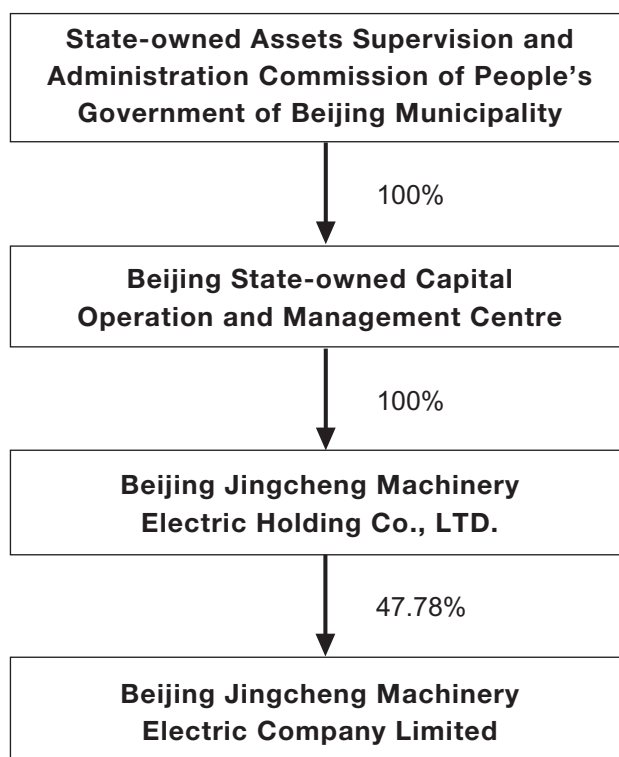 State-owned Assets Supervision and
Administration Commission of People’s
Government of Beijing Municipality
100%
Beijing State-owned Capital
Operation and Management Centre
100%
Beijing Jingcheng Machinery
Electric Holding Co., LTD.
47.78%
Beijing Jingcheng Machinery
Electric Company Limited